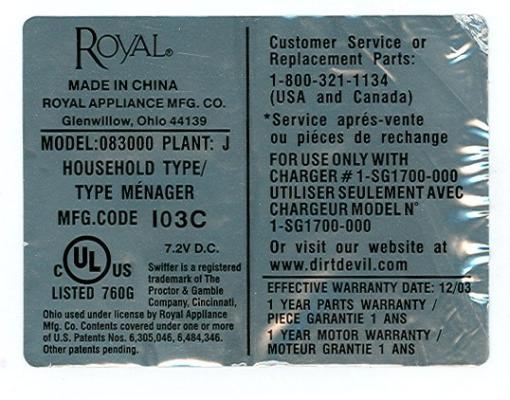 ROYAL®
MADE IN CHINA
ROYAL APPLIANCE MFG. CO.
Glenwillow, Ohio 44139
MODEL:083000 PLANT: J
HOUSEHOLD TYPE/
TYPE MÉNAGER
MFG.CODE I03C
7.2V D.C.
C UL US
LISTED 760G
Swiffer is a registered
trademark of The
Proctor & Gamble
Company, Cincinnati,
Ohio used under license by Royal Appliance
Mfg. Co. Contents covered under one or more
of U.S. Patents Nos. 6,305,046, 6,484,346.
Other patents pending.
Customer Service or
Replacement Parts:
1-800-321-1134
(USA and Canada)
*Service aprés-vente
ou piéces de rechange
FOR USE ONLY WITH
CHARGER # 1-SG1700-000
UTILISER SEULEMENT AVEC
CHARGEUR MODEL N°
1-SG1700-000
Or visit our website at
www.dirtdevil.com
EFFECTIVE WARRANTY DATE: 12/03
1 YEAR PARTS WARRANTY /
PIECE GARANTIE 1 ANS
1 YEAR MOTOR WARRANTY /
MOTEUR GRANTIE 1 ANS